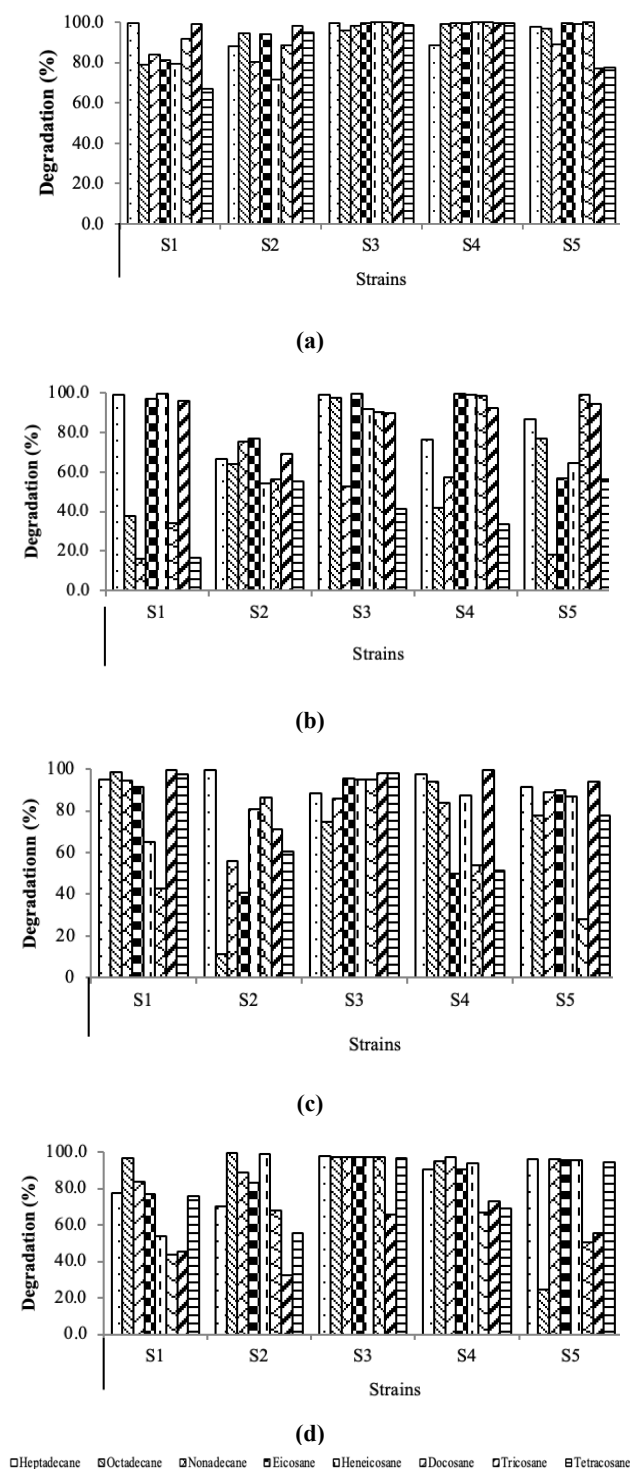 100.0
80.0
60.0
40.0
20.0
0.0
Degradation (%)
S1 S2 S3 S4 S5
Strains
(a)
100.0
80.0
60.0
40.0
20.0
0.0
Degradation (%)
S1 S2 S3 S4 S5
Strains
(b)
100
80
60
40
20
0
Degradationn (%)
S1 S2 S3 S4 S5
Strains
(c)
100.0
80.0
60.0
40.0
20.0
0.0
Degradation (%)
S1 S2 S3 S4 S5
Strains
(d)
Heptadecane Octadecane Nonadecane Eicosane Heneicosane Docosane Tricosane Tetracosane